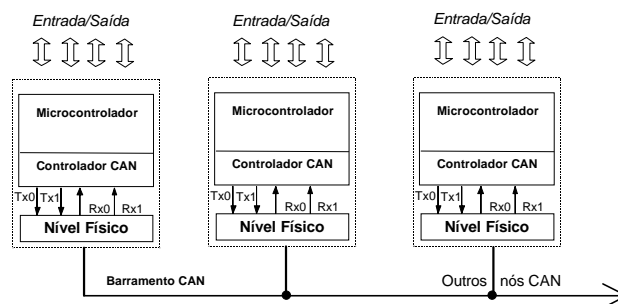 Entrada/Saída Entrada/Saída Entrada/Saída
Microcontrolador Microcontrolador Microcontrolador
Controlador CAN Controlador CAN Controlador CAN
Tx0 Tx1 Rx0 Rx1 Tx0 Tx1 Rx0 Rx1 Tx0 Tx1 Rx0 Rx1
Nível Físico Nível Físico Nível Físico
Barramento CAN Outros nós CAN